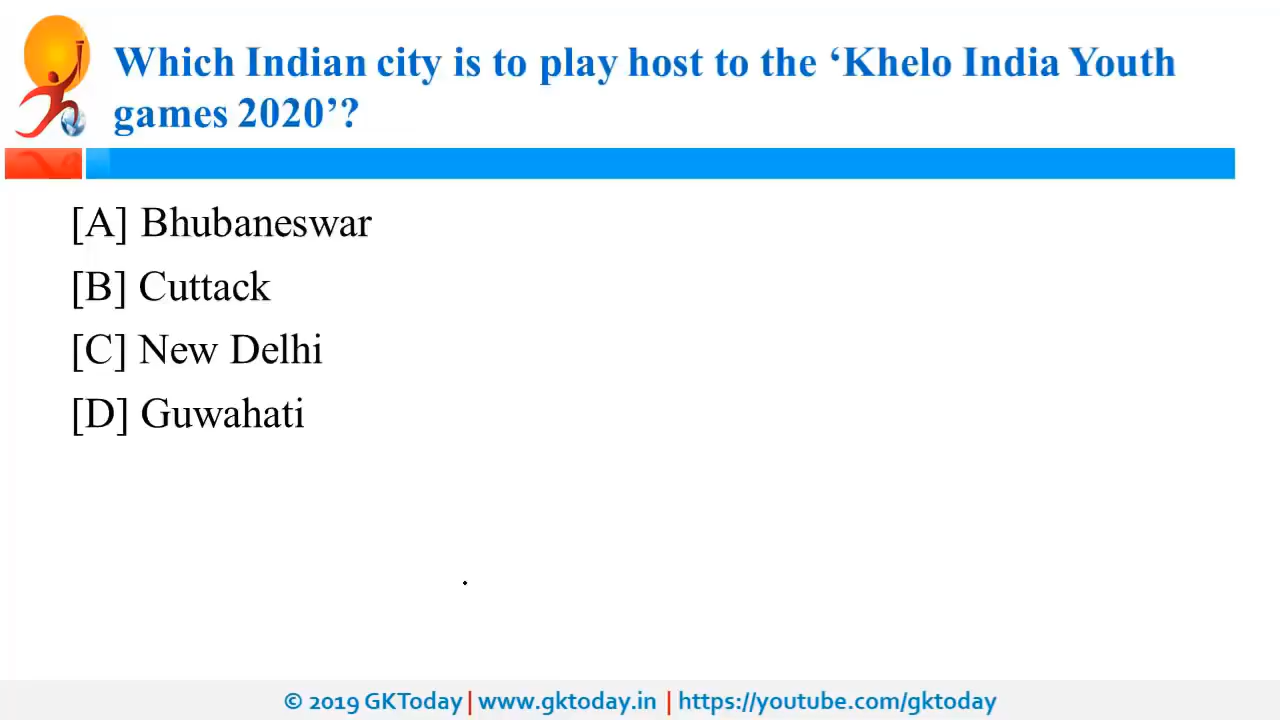 Which Indian city is to play host to the ‘Khelo India Youth
games 2020’?
[A] Bhubaneswar
[B] Cuttack
[C] New Delhi
[D] Guwahati
© 2019 GKToday | www.gktoday.in | https://youtube.com/gktoday